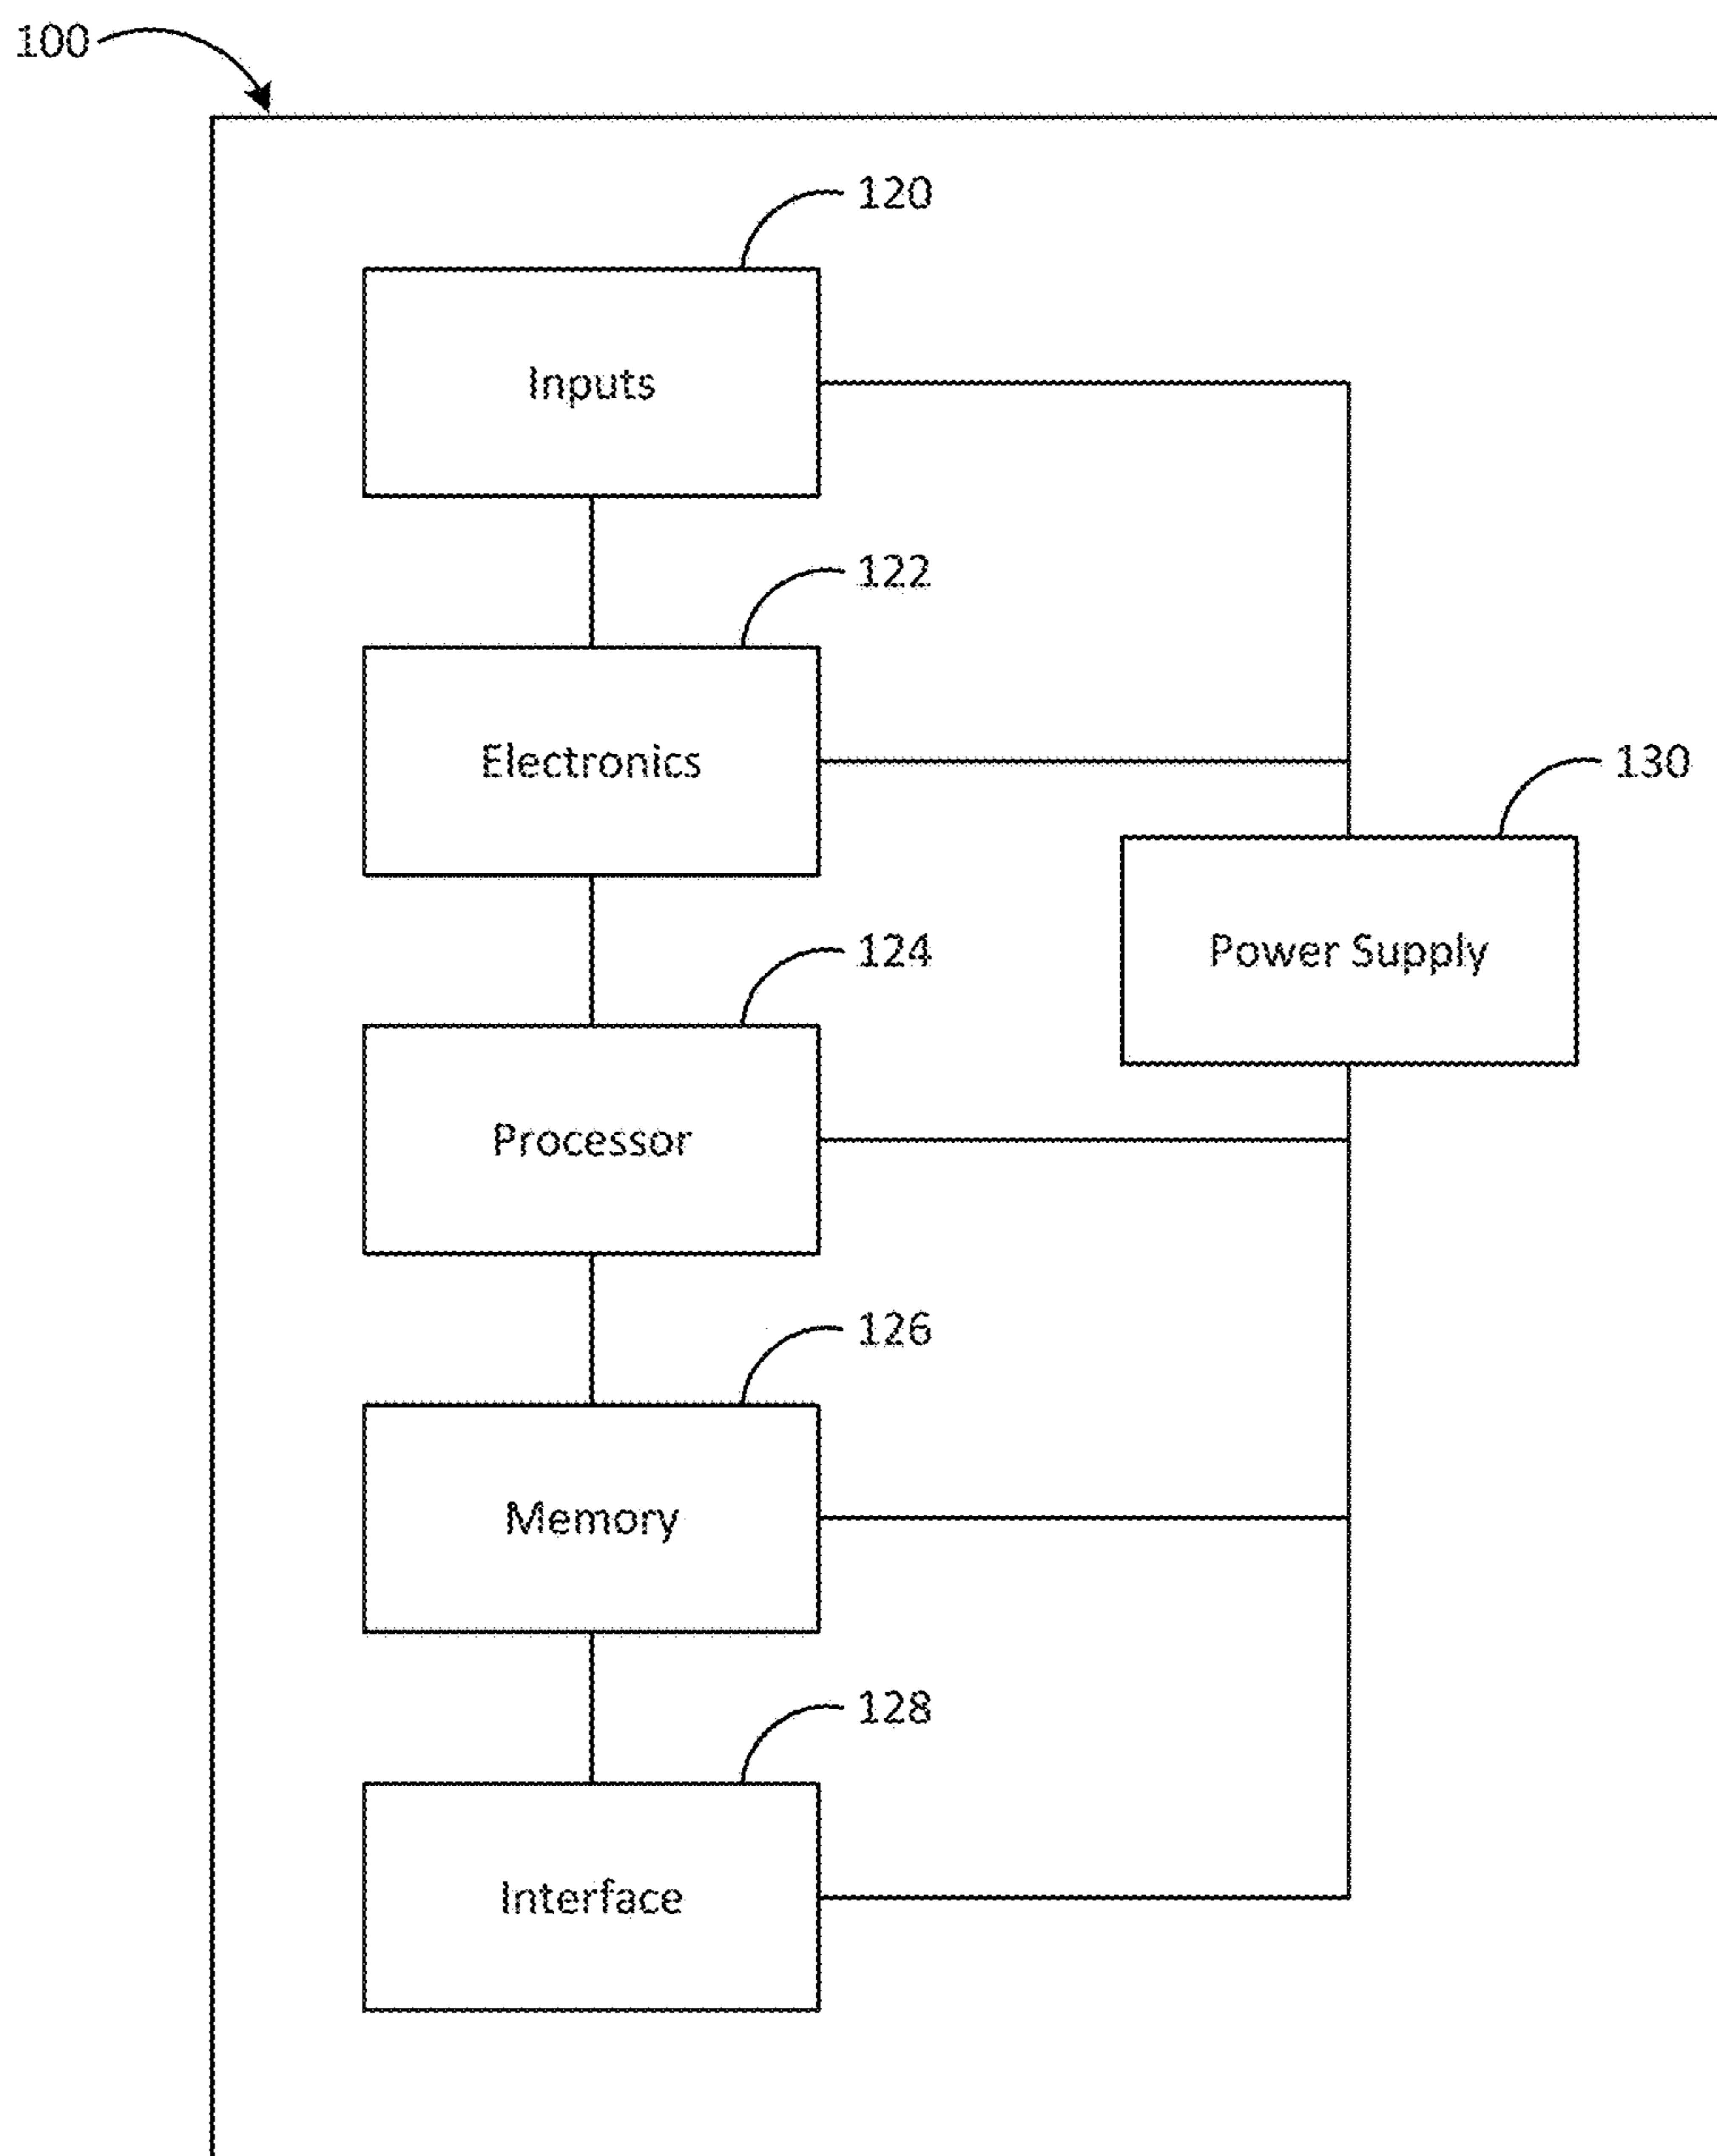 100
120
Inputs
122
Electronics
130
124
Power Supply
Processor
126
Memory
128
Interface